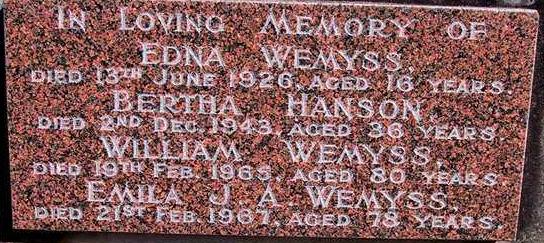 IN LOVING MEMORY OF
EDNA WEMYSS.
DIED 13TH JUNE 1926, AGED 16 YEARS.
BERTHA HANSON.
DIED 2ND DEC. 1943, AGED 36 YEARS
WILLIAM WEMYSS.
DIED 19TH FEB. 1965, AGED 80 YEARS.
EMILA J. A. WEMYSS.
DIED 21ST FEB. 1967, AGED 78 YEARS.